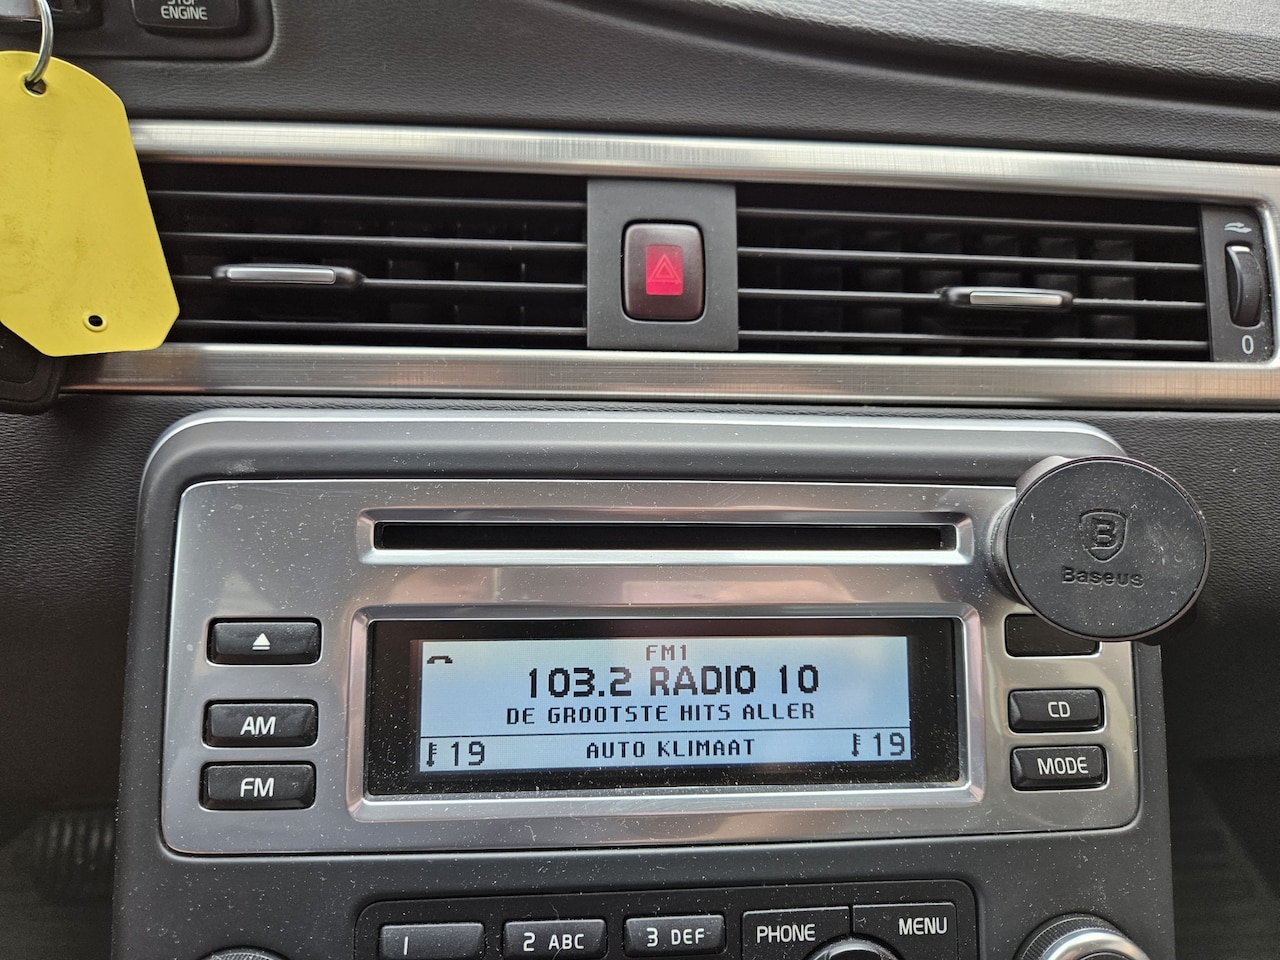 STOP
ENGINE
0
Baseus
FM1
103.2 RADIO 10
DE GROOTSTE HITS ALLER
19 AUTO KLIMAAT 19
AM
FM
CD
MODE
1
2 ABC
3 DEF
PHONE
MENU